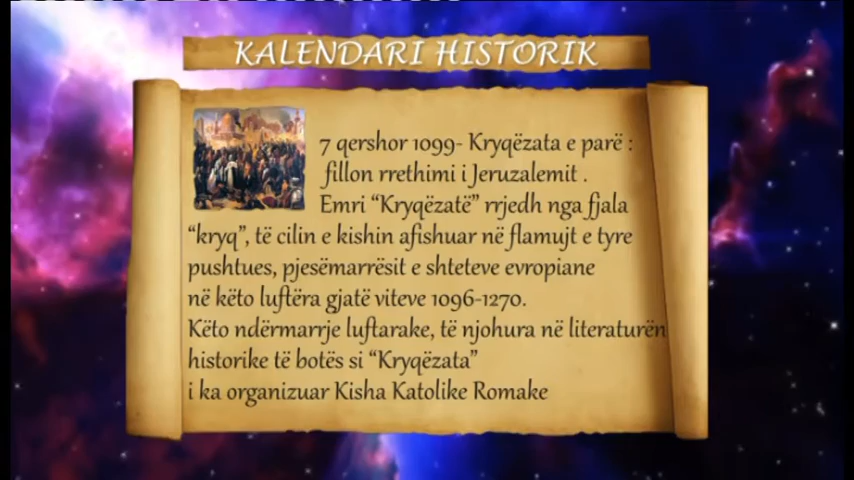 KALENDARI HISTORIK
7 qershor 1099- Kryqëzata e parë :
fillon rrethimi i Jeruzalemit .
Emri “Kryqëzatë” rrjedh nga fjala
“kryq”, të cilin e kishin afishuar në flamujt e tyre
pushtues, pjesëmarrësit e shteteve evropiane
në këto luftëra gjatë viteve 1096-1270.
Këto ndërmarrje luftarake, të njohura në literaturën
historike të botës si “Kryqëzata”
i ka organizuar Kisha Katolike Romake